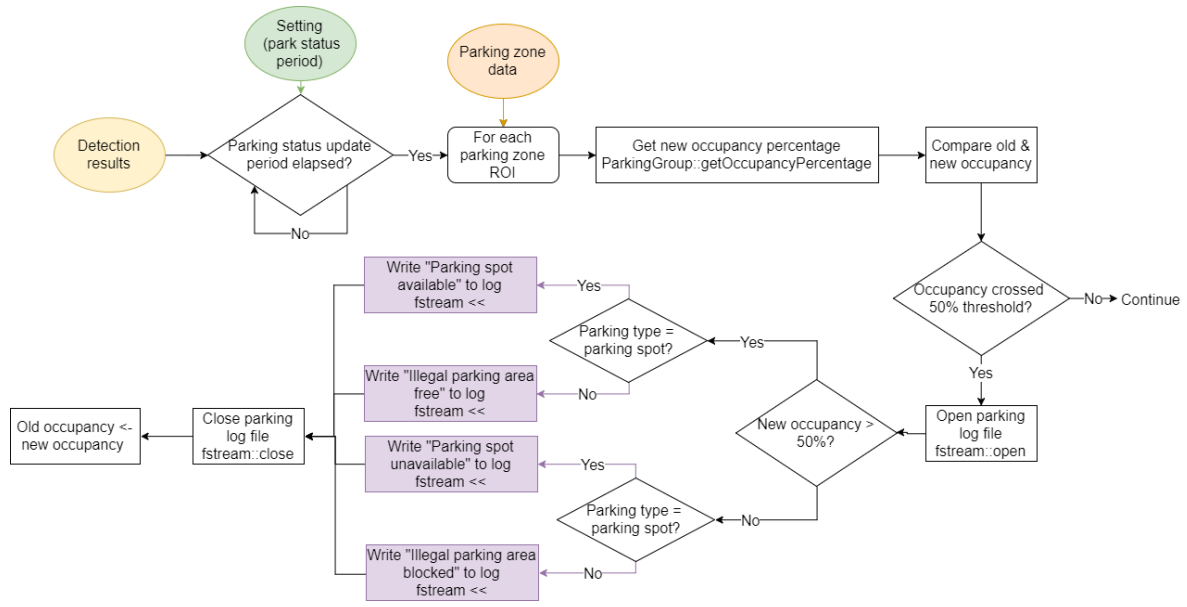 Setting
(park status
period)
Parking zone
data
Detection
results
Parking status update
period elapsed?
Yes
No
For each
parking zone
ROI
Get new occupancy percentage
ParkingGroup::getOccupancyPercentage
Compare old &
new occupancy
Occupancy crossed
50% threshold?
No
Continue
Yes
Open parking
log file
fstream::open
New occupancy >
50%?
Yes
No
Parking type =
parking spot?
Yes
No
Write "Parking spot
available" to log
fstream <<
Write "Illegal parking area
free" to log
fstream <<
Parking type =
parking spot?
Yes
No
Write "Parking spot
unavailable" to log
fstream <<
Write "Illegal parking area
blocked" to log
fstream <<
Close parking
log file
fstream::close
Old occupancy <-
new occupancy